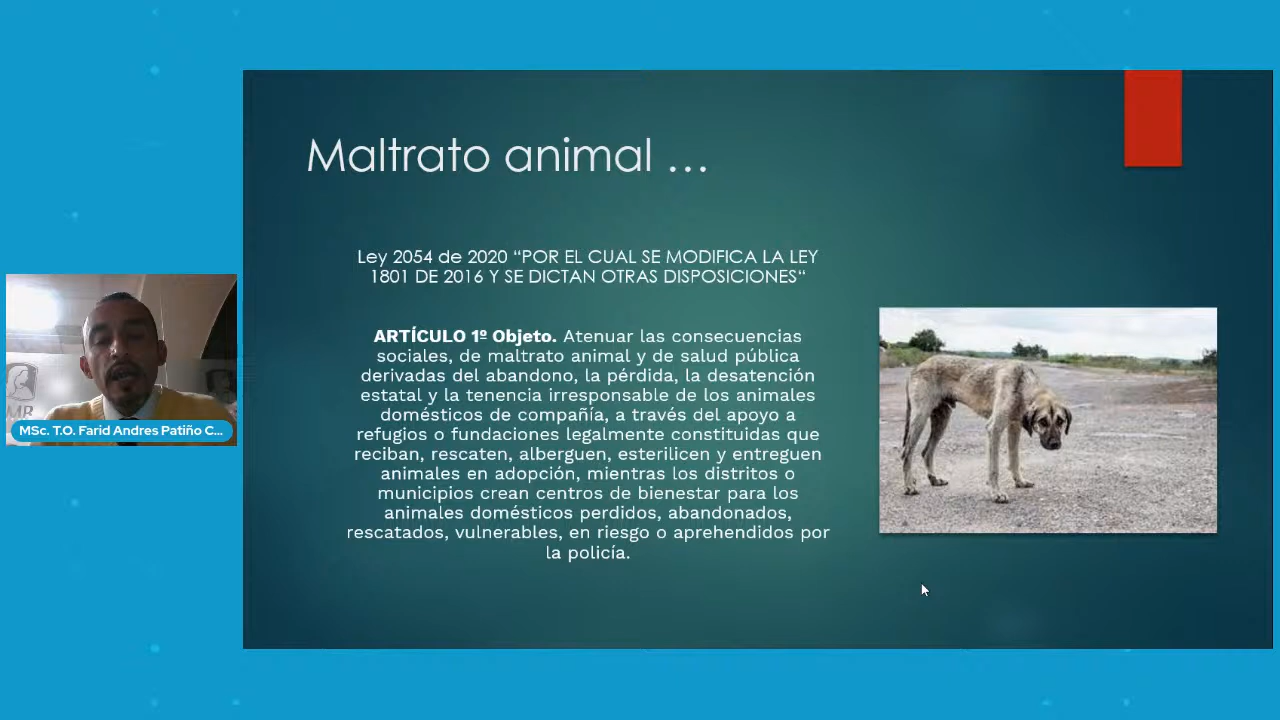 Maltrato animal ...
Ley 2054 de 2020 “POR EL CUAL SE MODIFICA LA LEY
1801 DE 2016 Y SE DICTAN OTRAS DISPOSICIONES“
ARTÍCULO 1º Objeto. Atenuar las consecuencias
sociales, de maltrato animal y de salud pública
derivadas del abandono, la pérdida, la desatención
estatal y la tenencia irresponsable de los animales
domésticos de compañía, a través del apoyo a
refugios o fundaciones legalmente constituidas que
reciban, rescaten, alberguen, esterilicen y entreguen
animales en adopción, mientras los distritos o
municipios crean centros de bienestar para los
animales domésticos perdidos, abandonados,
rescatados, vulnerables, en riesgo o aprehendidos por
la policía.
MSc. T.O. Farid Andres Patiño C...